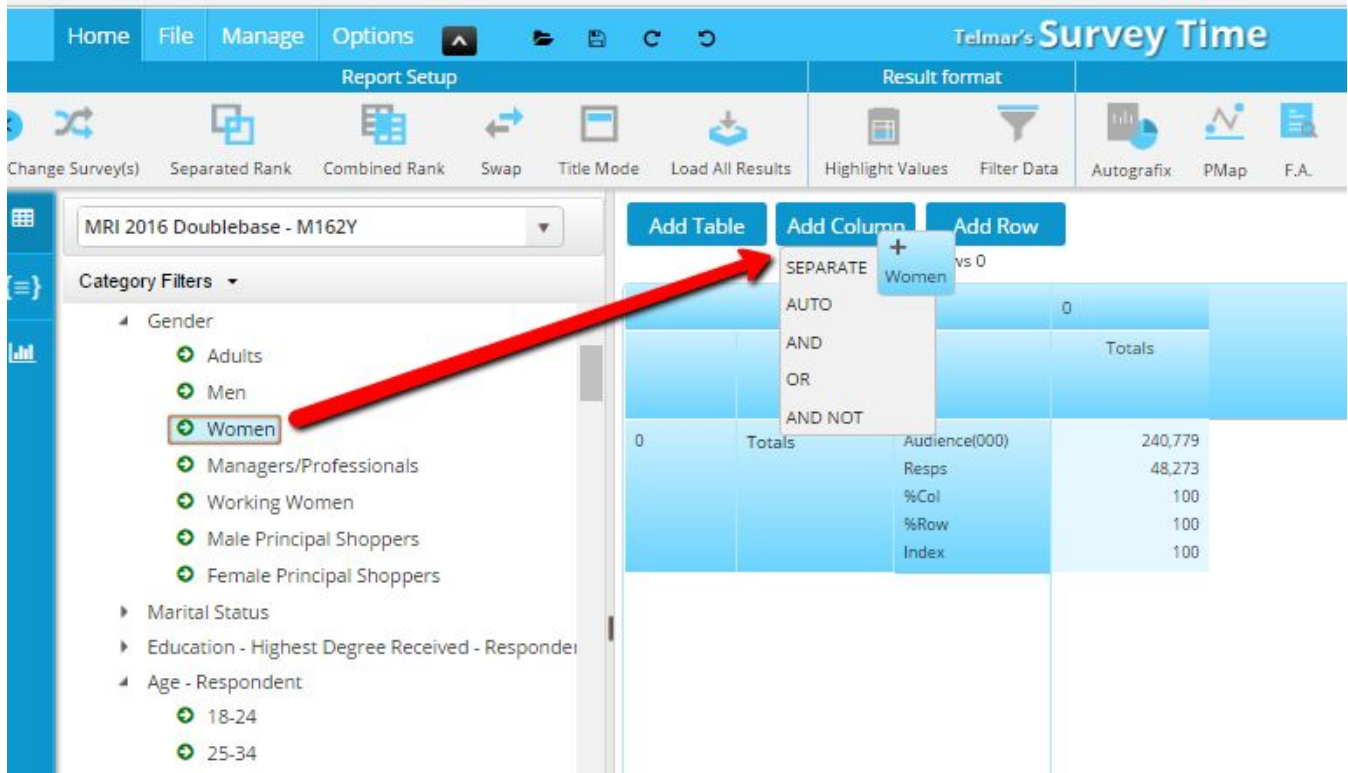 Home File Manage Options Telmar's Survey Time
Report Setup Result format
Change Survey(s) Separated Rank Combined Rank Swap Title Mode Load All Results Highlight Values Filter Data Autografix PMap F.A.
MRI 2016 Doublebase - M162Y
Add Table Add Column Add Row
Category Filters
SEPARATE + Women 0
Gender
AUTO 0
Adults
AND Totals
Men
OR
Women
AND NOT
0 Totals Audience(000) 240,779
Managers/Professionals
Resps 48,273
%Col 100
Working Women
%Row 100
Male Principal Shoppers
Index 100
Female Principal Shoppers
Marital Status
Education - Highest Degree Received -
Age - Respondent
18-24
25-34